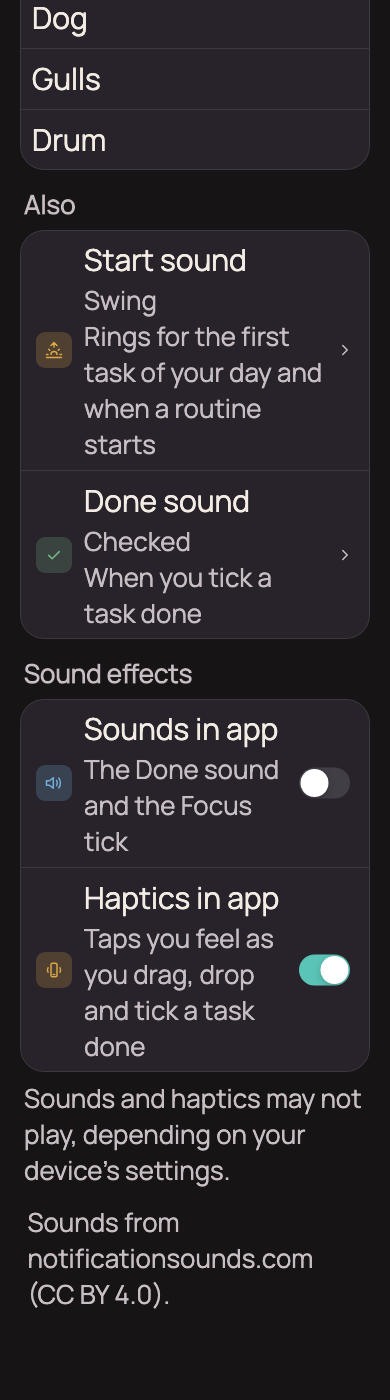 Dog
Gulls
Drum
Also
Start sound
Swing
Rings for the first
task of your day and
when a routine
starts
Done sound
Checked
When you tick a
task done
Sound effects
Sounds in app
The Done sound
and the Focus
tick
Haptics in app
Taps you feel as
you drag, drop
and tick a task
done
Sounds and haptics may not
play, depending on your
device's settings.
Sounds from
notificationsounds.com
(CC BY 4.0).